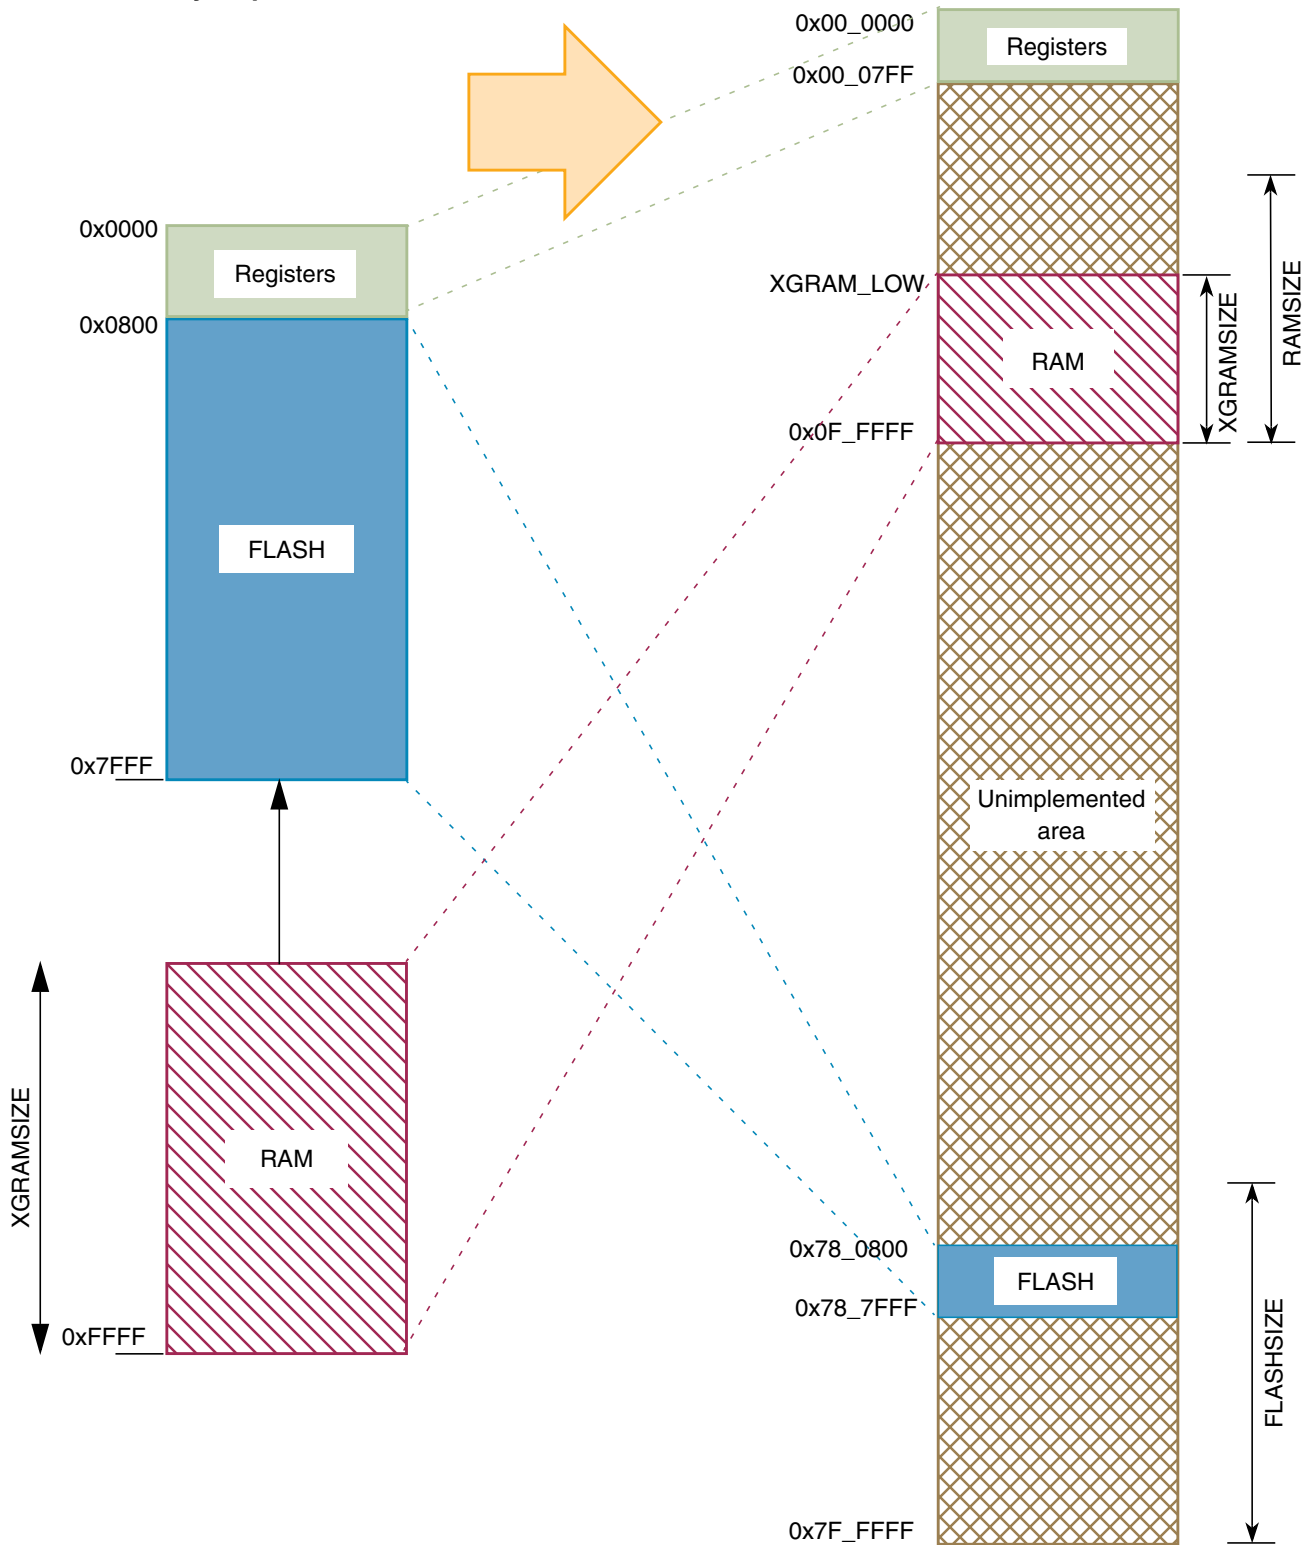 0x0000
Registers
0x0800
FLASH
0x7FFF
XGRAMSIZE
RAM
0xFFFF
0x00_0000
Registers
0x00_07FF
XGRAM_LOW
RAM
0x0F_FFFF
XGRAMSIZE
RAMSIZE
Unimplemented
area
0x78_0800
FLASH
0x78_7FFF
FLASHSIZE
0x7F_FFFF